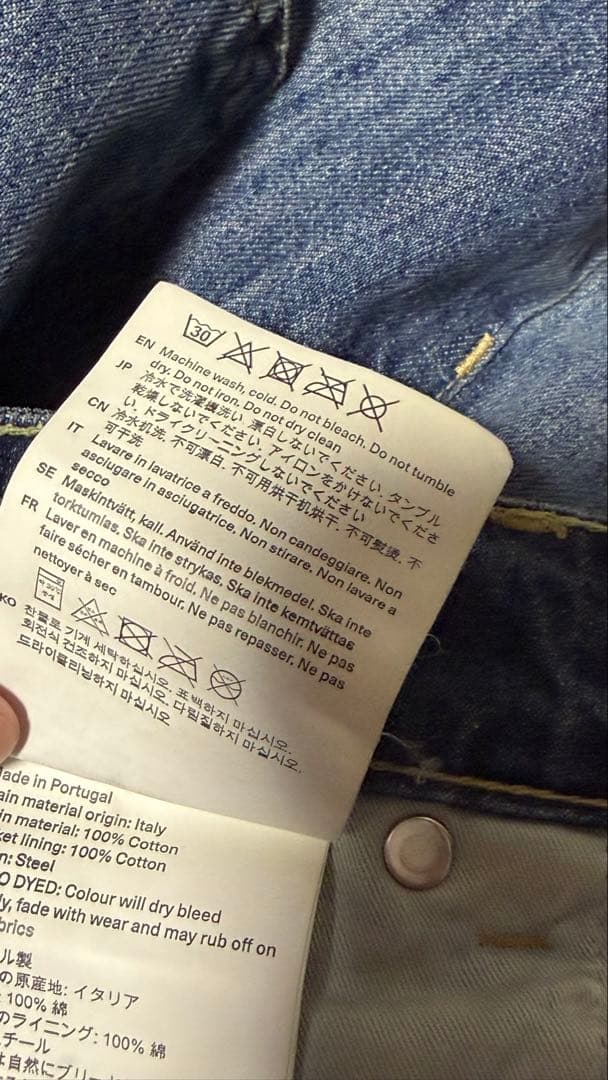 30
EN Machine wash, cold. Do not bleach. Do not tumble
dry. Do not iron. Do not dry clean
JP 冷水で洗濯機洗い. 漂白しないでください. タンブル
乾燥しないでください. アイロンをかけないでくださ
い. ドライクリーニングしないでください
CN 冷水机洗. 不可漂白. 不可用烘干机烘干. 不可熨烫. 不
可干洗
IT Lavare in lavatrice a freddo. Non candeggiare. Non
asciugare in asciugatrice. Non stirare. Non lavare a
secco
SE Maskintvätt, kall. Använd inte blekmedel. Ska inte
torktumlas. Ska inte strykas. Ska inte kemtvättas
FR Laver en machine à froid. Ne pas blanchir. Ne pas
faire sécher en tambour. Ne pas repasser. Ne pas
nettoyer à sec
KO 찬물로 기계 세탁하십시오. 표백하지 마십시오.
회전식 건조하지 마십시오. 다림질하지 마십시오.
드라이클리닝하지 마십시오
Made in Portugal
ain material origin: Italy
in material: 100% Cotton
ket lining: 100% Cotton
n: Steel
O DYED: Colour will dry bleed
ly, fade with wear and may rub off on
brics
ル製
の原産地: イタリア
: 100% 綿
のライニング: 100% 綿
スチール
は自然にブリー